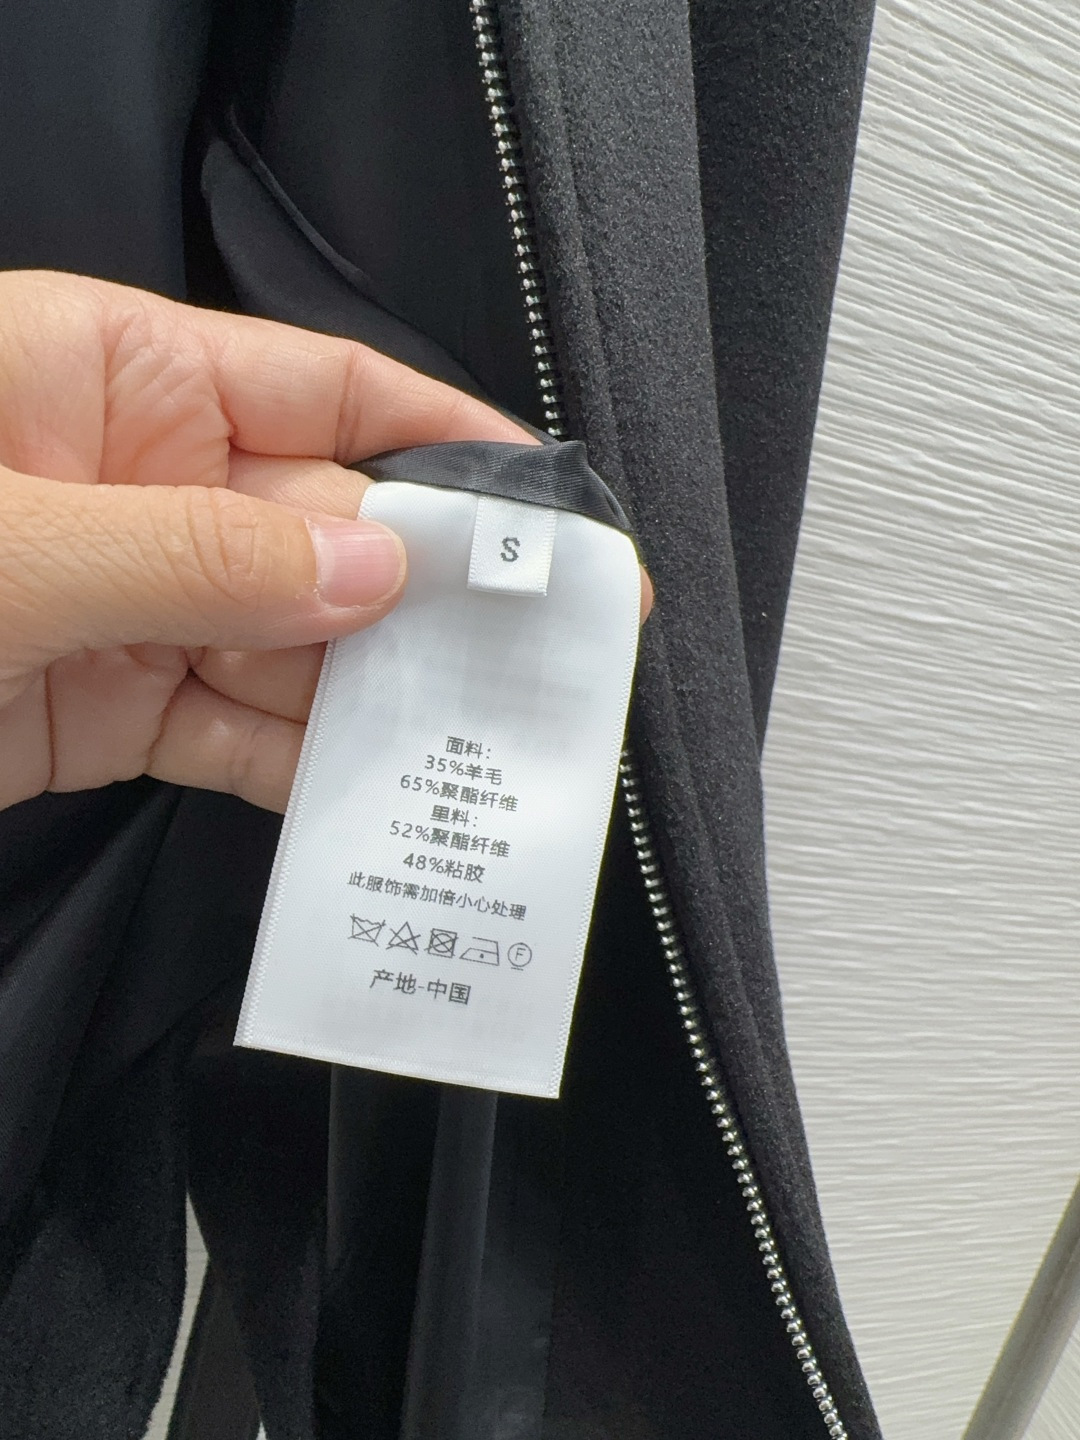 S
面料：
35%羊毛
65%聚酯纤维
里料：
52%聚酯纤维
48%粘胶
此服饰需加倍小心处理
F
产地-中国